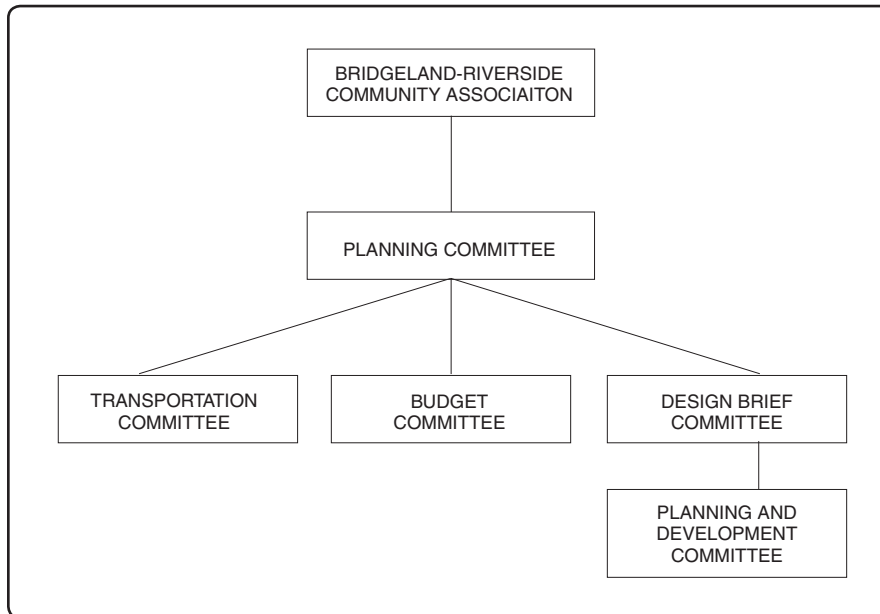 BRIDGELAND-RIVERSIDE
COMMUNITY ASSOCIAITON
PLANNING COMMITTEE
TRANSPORTATION
COMMITTEE
BUDGET
COMMITTEE
DESIGN BRIEF
COMMITTEE
PLANNING AND
DEVELOPMENT
COMMITTEE